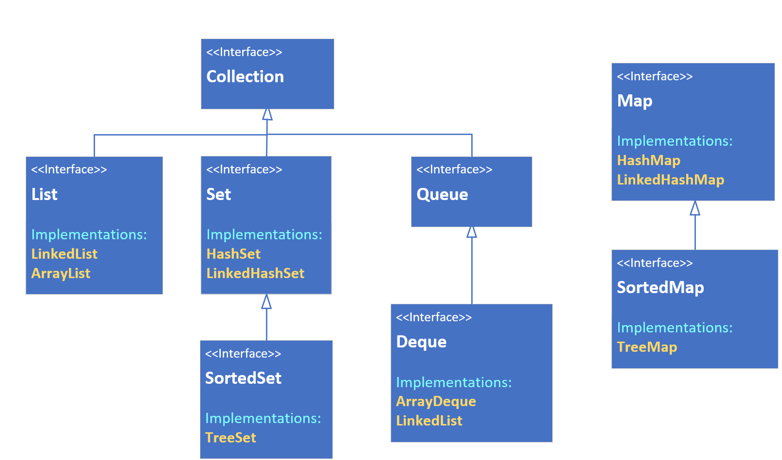 <<Interface>>
Collection
<<Interface>>
List
Implementations:
LinkedList
ArrayList
<<Interface>>
Set
Implementations:
HashSet
LinkedHashSet
<<Interface>>
Queue
<<Interface>>
SortedSet
Implementations:
TreeSet
<<Interface>>
Deque
Implementations:
ArrayDeque
LinkedList
<<Interface>>
Map
Implementations:
HashMap
LinkedHashMap
<<Interface>>
SortedMap
Implementations:
TreeMap